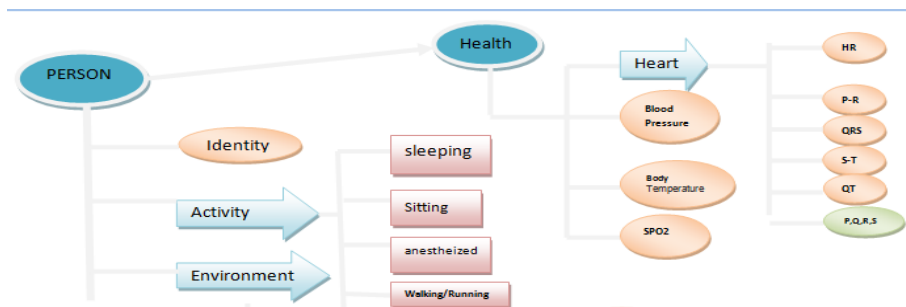 PERSON
Health
Heart
HR
Blood
Pressure
P-R
QRS
S-T
QT
P,Q,R,S
Body
Temperature
SPO2
Identity
Activity
Environment
sleeping
Sitting
anestheized
Walking/Running